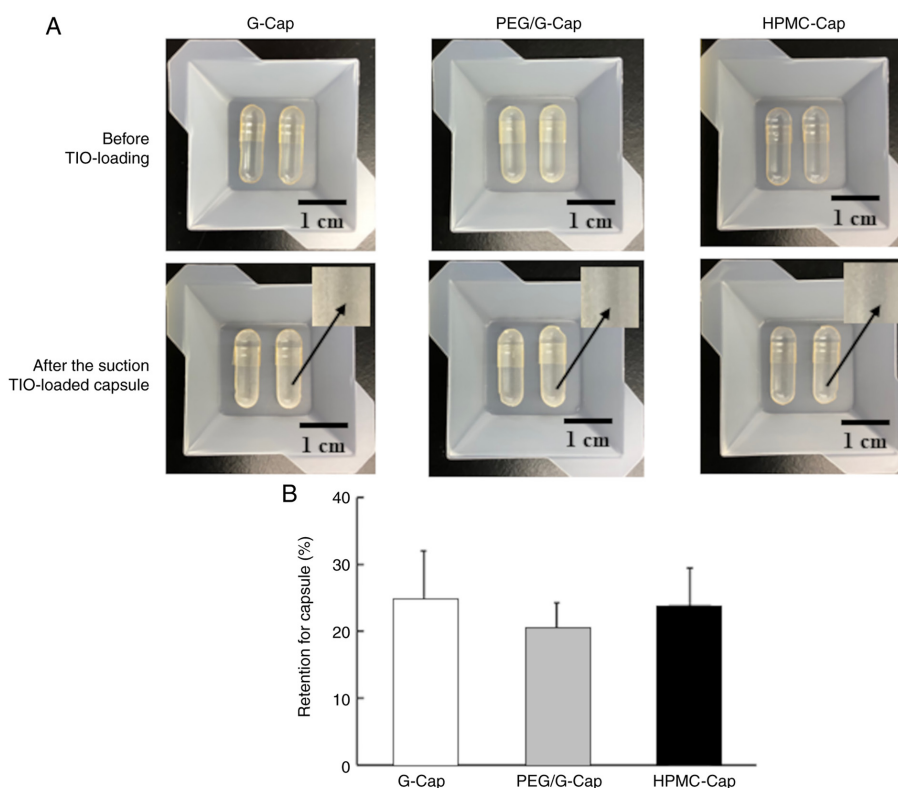 A
G-Cap
PEG/G-Cap
HPMC-Cap
Before
TIO-loading
1 cm
1 cm
1 cm
After the suction
TIO-loaded capsule
1 cm
1 cm
1 cm
B
Retention for capsule (%)
40
30
20
10
0
G-Cap
PEG/G-Cap
HPMC-Cap